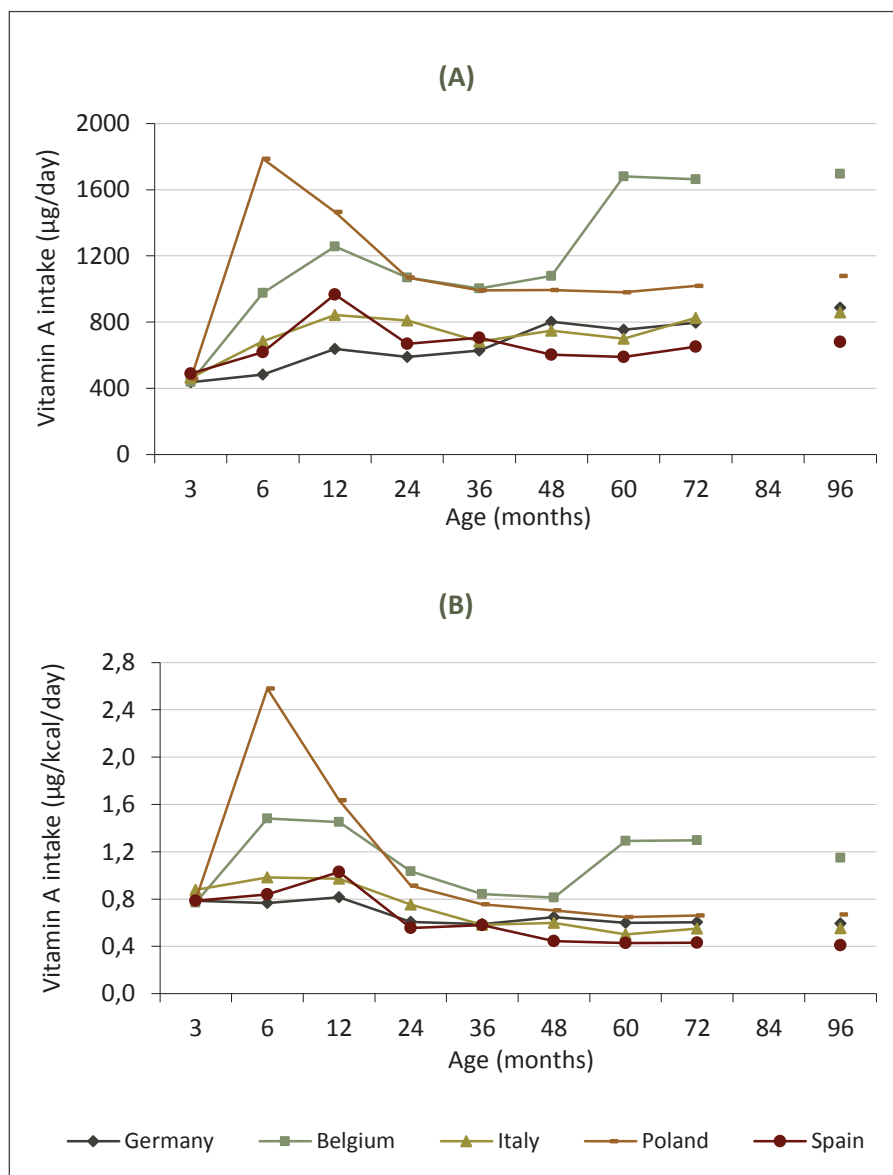 (A)
Vitamin A intake (µg/day)
2000
1600
1200
800
400
0
3 6 12 24 36 48 60 72 84 96
Age (months)
(B)
Vitamin A intake (µg/kcal/day)
2,8
2,4
2,0
1,6
1,2
0,8
0,4
0,0
3 6 12 24 36 48 60 72 84 96
Age (months)
Germany Belgium Italy Poland Spain